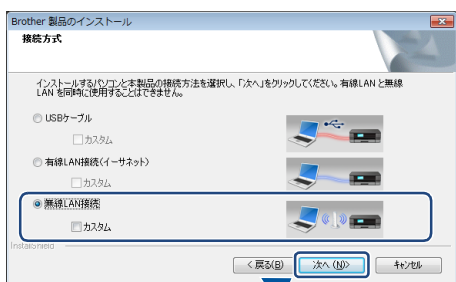 Brother 製品のインストール
接続方式
インストールするパソコンと本製品の接続方法を選択し、「次へ」をクリックしてください。有線LAN と無線
LAN を同時に使用することはできません。
USBケーブル
カスタム
有線LAN接続(イーサネット)
カスタム
無線LAN接続
カスタム
InstallShield
< 戻る(B)
次へ (N)>
キャンセル